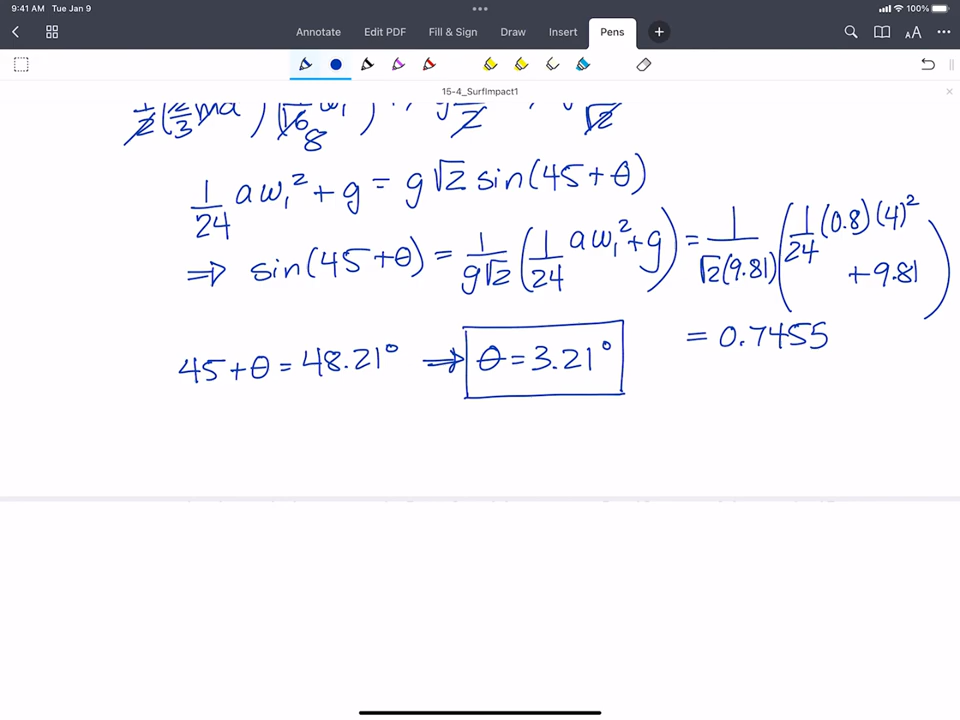 9:41 AM Tue Jan 9 100%
Annotate Edit PDF Fill & Sign Draw Insert Pens
15-4_SurfImpact1
1/24 aω₁² + g = g√2 sin(45 + θ)
⇒ sin(45 + θ) = 1/(g√2) (1/24 aω₁² + g) = 1/(√2(9.81)) (1/24 (0.8)(4)² + 9.81)
= 0.7455
45 + θ = 48.21° ⇒ θ = 3.21°